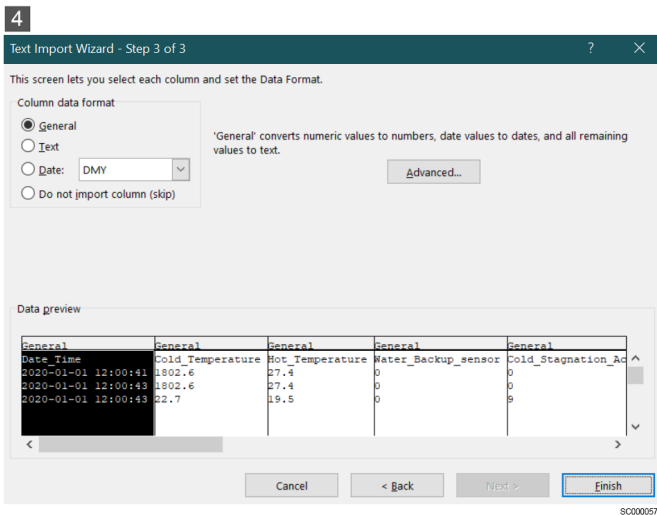 4
Text Import Wizard - Step 3 of 3 ? ×
This screen lets you select each column and set the Data Format.
Column data format
General
Text
Date: DMY
Do not import column (skip)
'General' converts numeric values to numbers, date values to dates, and all remaining
values to text.
Advanced...
Data preview
General General General General General
Date_Time Cold_Temperature Hot_Temperature Water_Backup_sensor Cold_Stagnation_Ac
2020-01-01 12:00:41 1802.6 27.4 0 0
2020-01-01 12:00:43 1802.6 27.4 0 0
2020-01-01 12:00:43 22.7 19.5 0 9
Cancel < Back Next > Finish
SC000057